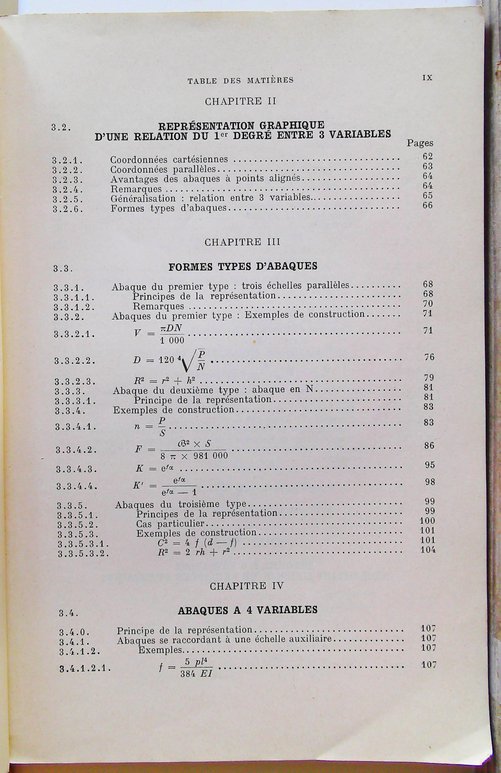 TABLE DES MATIÈRES IX
CHAPITRE II
3.2. REPRÉSENTATION GRAPHIQUE
D'UNE RELATION DU 1er DEGRÉ ENTRE 3 VARIABLES
Pages
3.2.1. Coordonnées cartésiennes 62
3.2.2. Coordonnées parallèles 63
3.2.3. Avantages des abaques à points alignés 64
3.2.4. Remarques 64
3.2.5. Généralisation : relation entre 3 variables 65
3.2.6. Formes types d'abaques 66
CHAPITRE III
3.3. FORMES TYPES D'ABAQUES
3.3.1. Abaque du premier type : trois échelles parallèles 68
3.3.1.1. Principes de la représentation 68
3.3.1.2. Remarques 70
3.3.2. Abaques du premier type : Exemples de construction 71
3.3.2.1. V = πDN / 1 000 71
3.3.2.2. D = 120 ⁴√(P / N) 76
3.3.2.3. R² = r² + h² 79
3.3.3. Abaque du deuxième type : abaque en N 81
3.3.3.1. Principe de la représentation 81
3.3.4. Exemples de construction 83
3.3.4.1. n = P / S 83
3.3.4.2. F = ℬ² × S / 8 π × 981 000 86
3.3.4.3. K = e^fα 95
3.3.4.4. K' = e^fα / e^fα — 1 98
3.3.5. Abaques du troisième type 99
3.3.5.1. Principes de la représentation 99
3.3.5.2. Cas particulier 100
3.3.5.3. Exemples de construction 101
3.3.5.3.1. C² = 4 f (d — f) 101
3.3.5.3.2. R² = 2 rh + r² 104
CHAPITRE IV
3.4. ABAQUES A 4 VARIABLES
3.4.0. Principe de la représentation 107
3.4.1. Abaques se raccordant à une échelle auxiliaire 107
3.4.1.2. Exemples 107
3.4.1.2.1. f = 5 pl⁴ / 384 EI 107